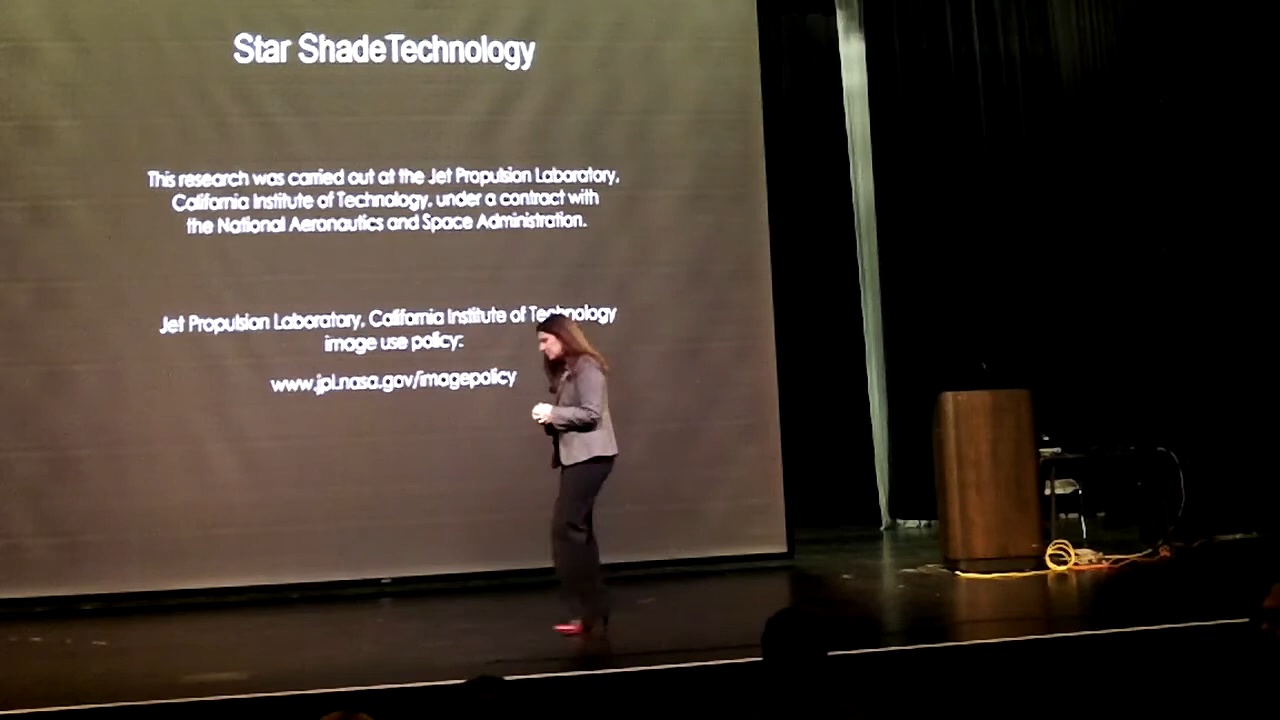 Star ShadeTechnology
This research was carried out at the Jet Propulsion Laboratory,
California Institute of Technology, under a contract with
the National Aeronautics and Space Administration.
Jet Propulsion Laboratory, California Institute of Technology
image use policy:
www.jpl.nasa.gov/imagepolicy